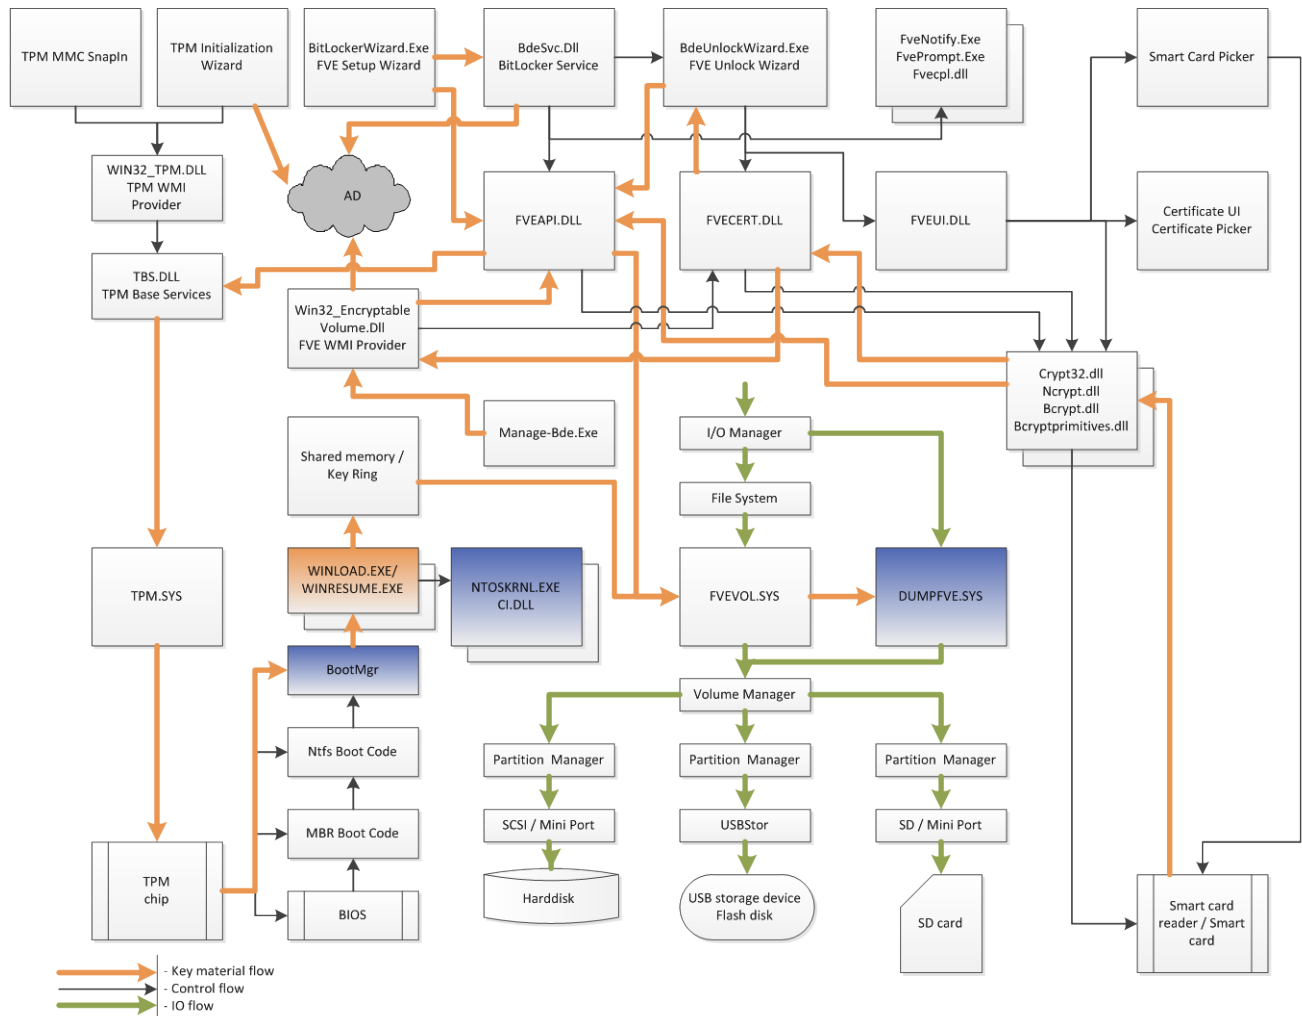 TPM MMC SnapIn
TPM Initialization
Wizard
BitLockerWizard.Exe
FVE Setup Wizard
BdeSvc.Dll
BitLocker Service
BdeUnlockWizard.Exe
FVE Unlock Wizard
FveNotify.Exe
FvePrompt.Exe
Fvecpl.dll
Smart Card Picker
WIN32_TPM.DLL
TPM WMI
Provider
AD
FVEAPI.DLL
FVECERT.DLL
FVEUI.DLL
Certificate UI
Certificate Picker
TBS.DLL
TPM Base Services
Win32_Encryptable
Volume.Dll
FVE WMI Provider
Crypt32.dll
Ncrypt.dll
Bcrypt.dll
Bcryptprimitives.dll
Manage-Bde.Exe
I/O Manager
Shared memory /
Key Ring
File System
TPM.SYS
WINLOAD.EXE/
WINRESUME.EXE
NTOSKRNL.EXE
CI.DLL
FVEVOL.SYS
DUMPFVE.SYS
BootMgr
Volume Manager
Ntfs Boot Code
Partition Manager
Partition Manager
Partition Manager
MBR Boot Code
SCSI / Mini Port
USBStor
SD / Mini Port
TPM
chip
BIOS
Harddisk
USB storage device
Flash disk
SD card
Smart card
reader / Smart
card
- Key material flow
- Control flow
- IO flow